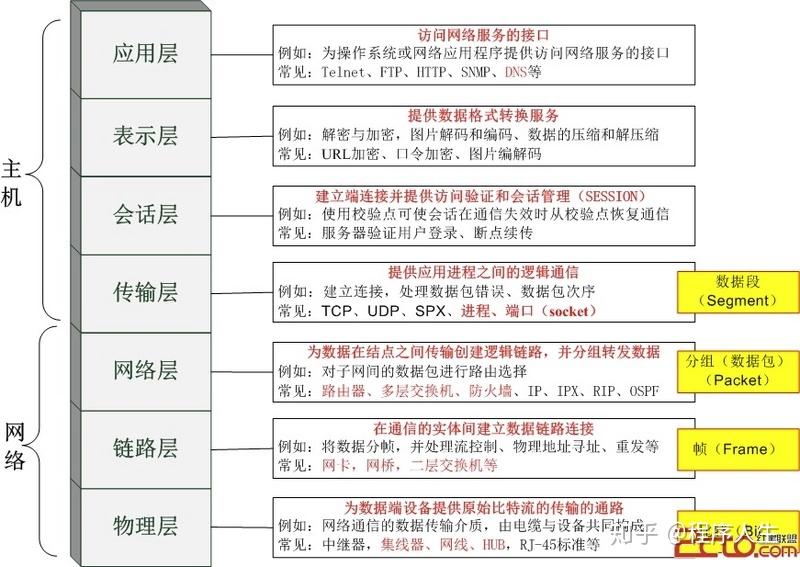 应用层
访问网络服务的接口
例如：为操作系统或网络应用程序提供访问网络服务的接口
常见：Telnet、FTP、HTTP、SNMP、DNS等
表示层
提供数据格式转换服务
例如：解密与加密，图片解码和编码、数据的压缩和解压缩
常见：URL加密、口令加密、图片编解码
主机
会话层
建立端连接并提供访问验证和会话管理（SESSION）
例如：使用校验点可使会话在通信失效时从校验点恢复通信
常见：服务器验证用户登录、断点续传
传输层
提供应用进程之间的逻辑通信
例如：建立连接，处理数据包错误、数据包次序
常见：TCP、UDP、SPX、进程、端口（socket）
数据段
（Segment）
网络层
为数据在结点之间传输创建逻辑链路，并分组转发数据
例如：对子网间的数据包进行路由选择
常见：路由器、多层交换机、防火墙、IP、IPX、RIP、OSPF
分组（数据包）
（Packet）
网络
链路层
在通信的实体间建立数据链路连接
例如：将数据分帧，并处理流控制、物理地址寻址、重发等
常见：网卡，网桥，二层交换机等
帧（Frame）
物理层
为数据端设备提供原始比特流的传输的通路
例如：网络通信的数据传输介质，由电缆与设备共同构成
常见：中继器，集线器、网线、HUB，RJ-45标准等
知乎 @程序人生